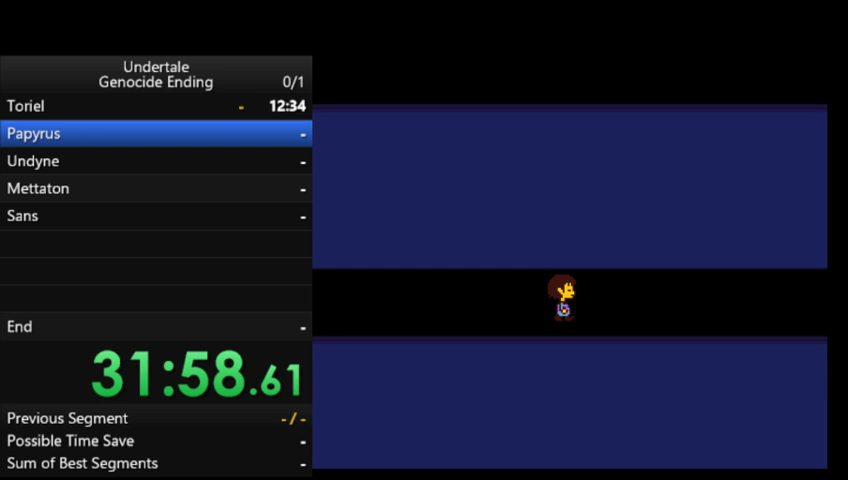 Undertale
Genocide Ending 0/1
Toriel - 12:34
Papyrus -
Undyne -
Mettaton -
Sans -
End -
31:58.61
Previous Segment -/-
Possible Time Save -
Sum of Best Segments -